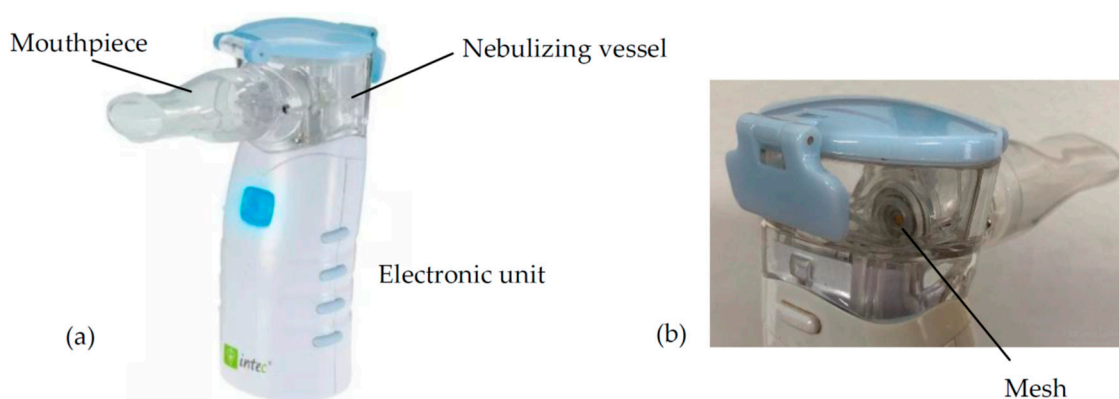 Mouthpiece
Nebulizing vessel
Electronic unit
(a)
intec®
(b)
Mesh